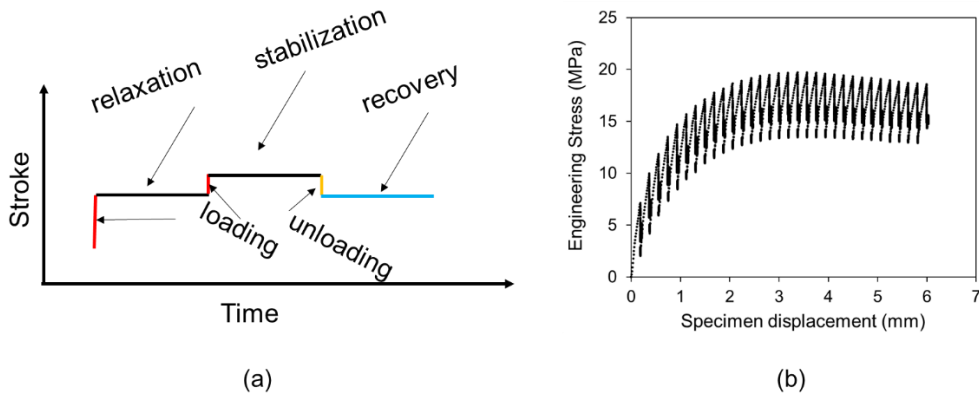 relaxation
stabilization
recovery
loading
unloading
Stroke
Time
(a)
Engineering Stress (MPa)
25
20
15
10
5
0
0 1 2 3 4 5 6 7
Specimen displacement (mm)
(b)